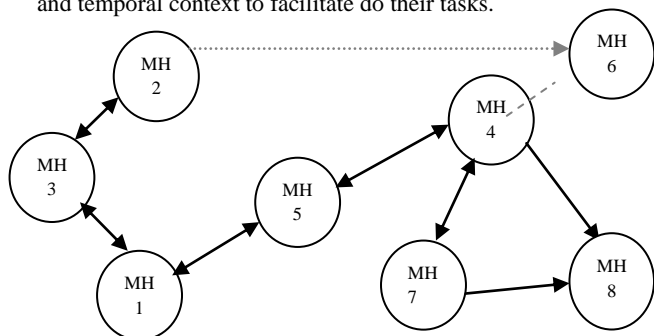 and temporal context to facilitate do their tasks.
MH
6
MH
2
MH
4
MH
3
MH
5
MH
8
MH
7
MH
1